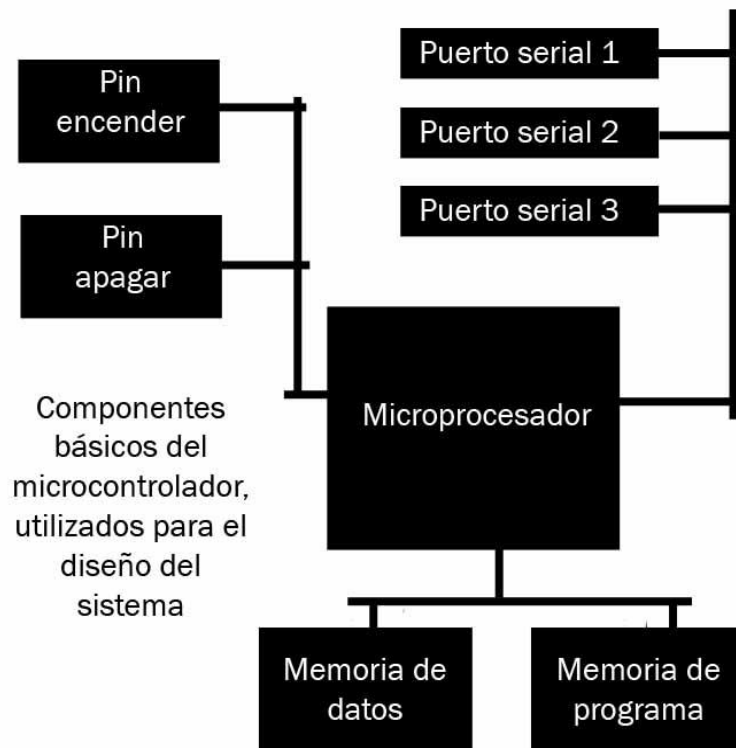 Puerto serial 1
Pin
encender
Puerto serial 2
Puerto serial 3
Pin
apagar
Microprocesador
Componentes
básicos del
microcontrolador,
utilizados para el
diseño del
sistema
Memoria de
datos
Memoria de
programa